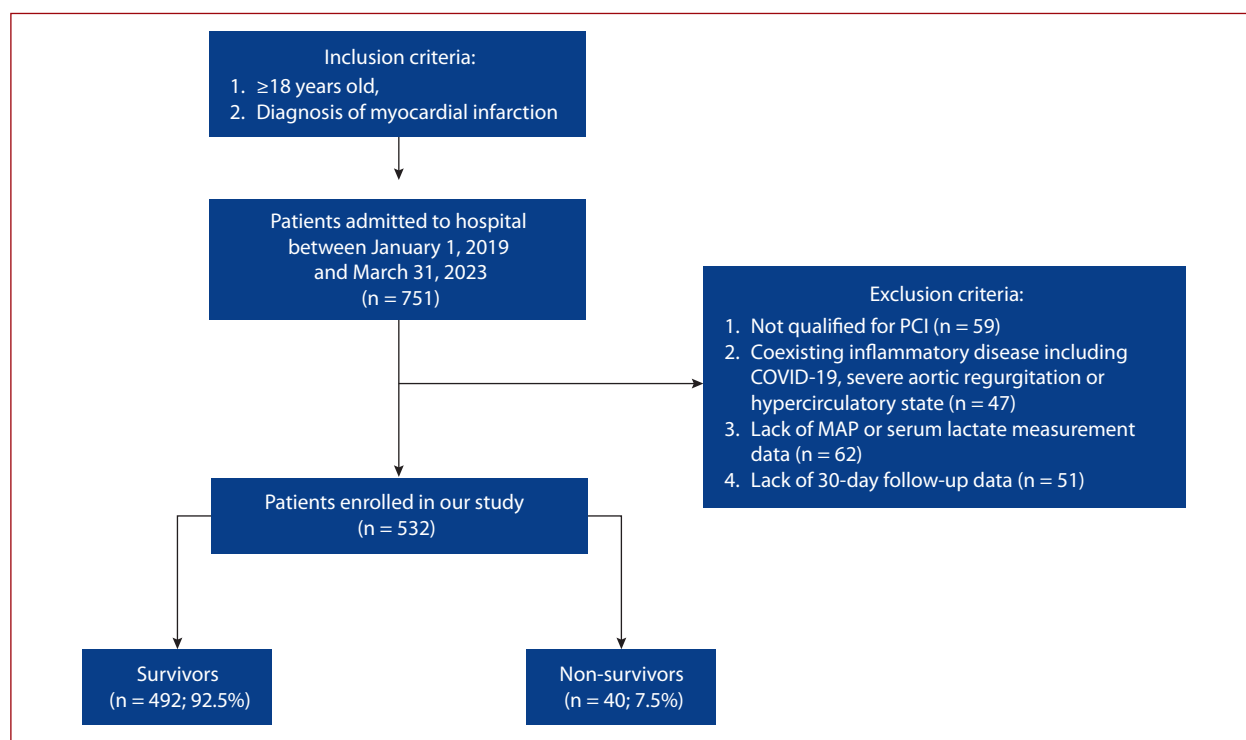 Inclusion criteria:
1. ≥18 years old,
2. Diagnosis of myocardial infarction
Patients admitted to hospital
between January 1, 2019
and March 31, 2023
(n = 751)
Exclusion criteria:
1. Not qualified for PCI (n = 59)
2. Coexisting inflammatory disease including
COVID-19, severe aortic regurgitation or
hypercirculatory state (n = 47)
3. Lack of MAP or serum lactate measurement
data (n = 62)
4. Lack of 30-day follow-up data (n = 51)
Patients enrolled in our study
(n = 532)
Survivors
(n = 492; 92.5%)
Non-survivors
(n = 40; 7.5%)